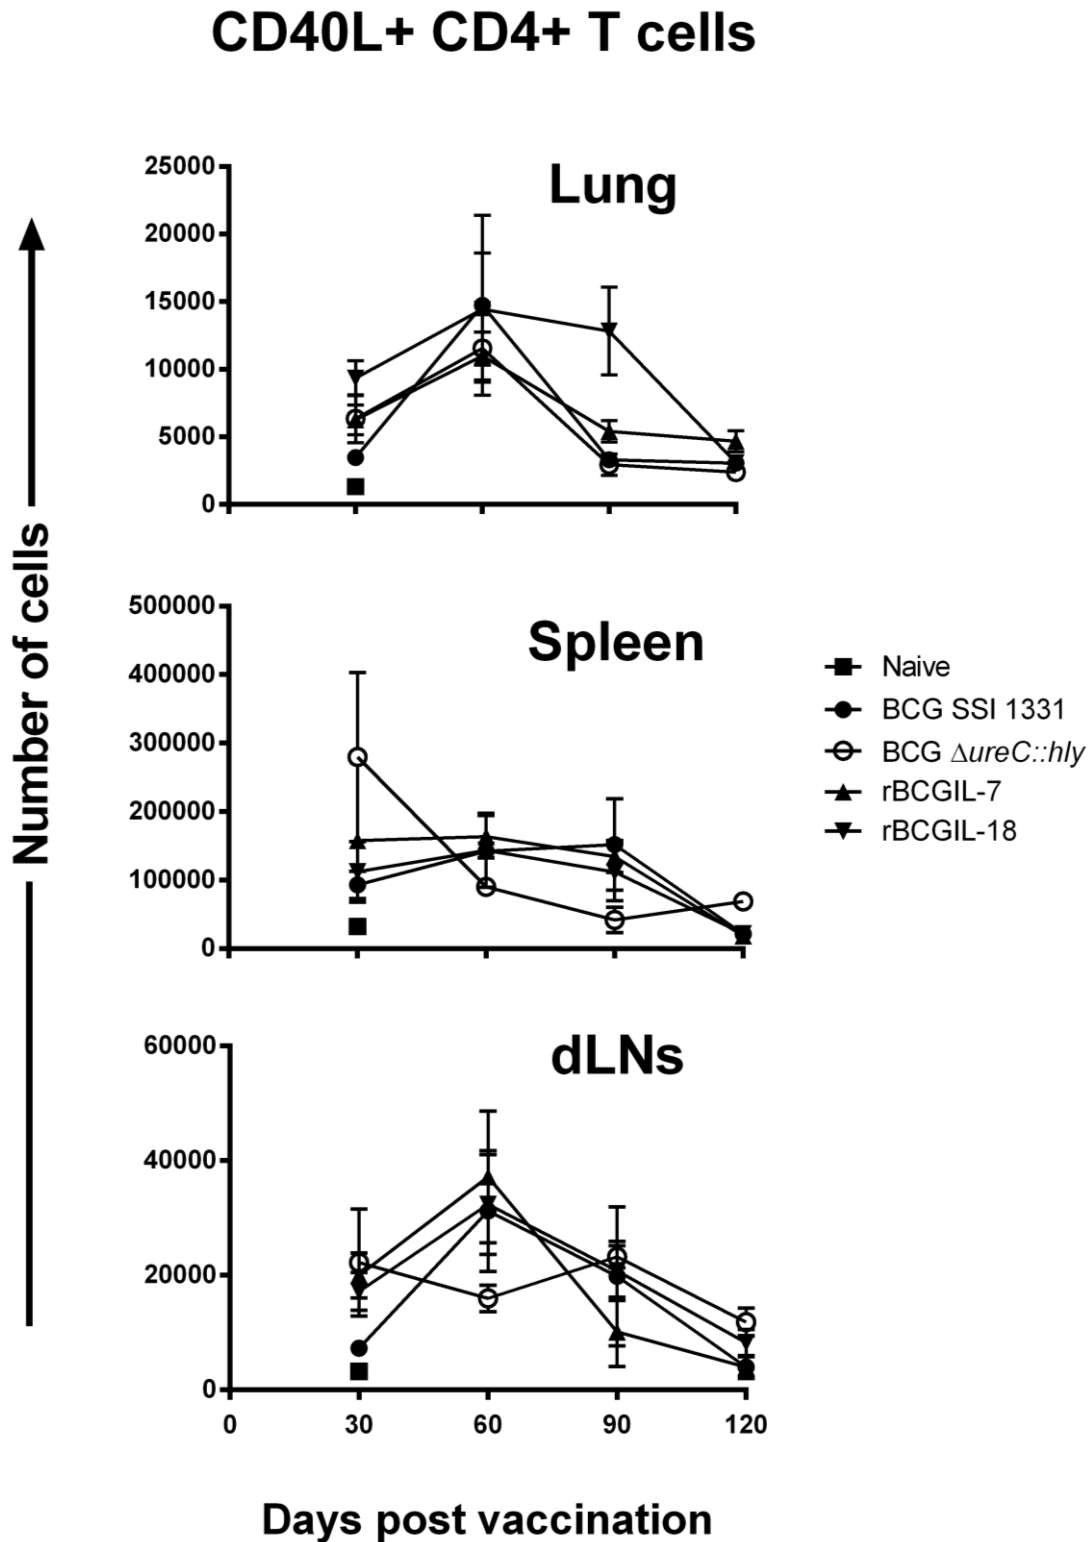 CD40L+ CD4+ T cells
Number of cells
Lung
25000
20000
15000
10000
5000
0
Spleen
500000
400000
300000
200000
100000
0
Naive
BCG SSI 1331
BCG ΔureC::hly
rBCGIL-7
rBCGIL-18
dLNs
60000
40000
20000
0
0 30 60 90 120
Days post vaccination